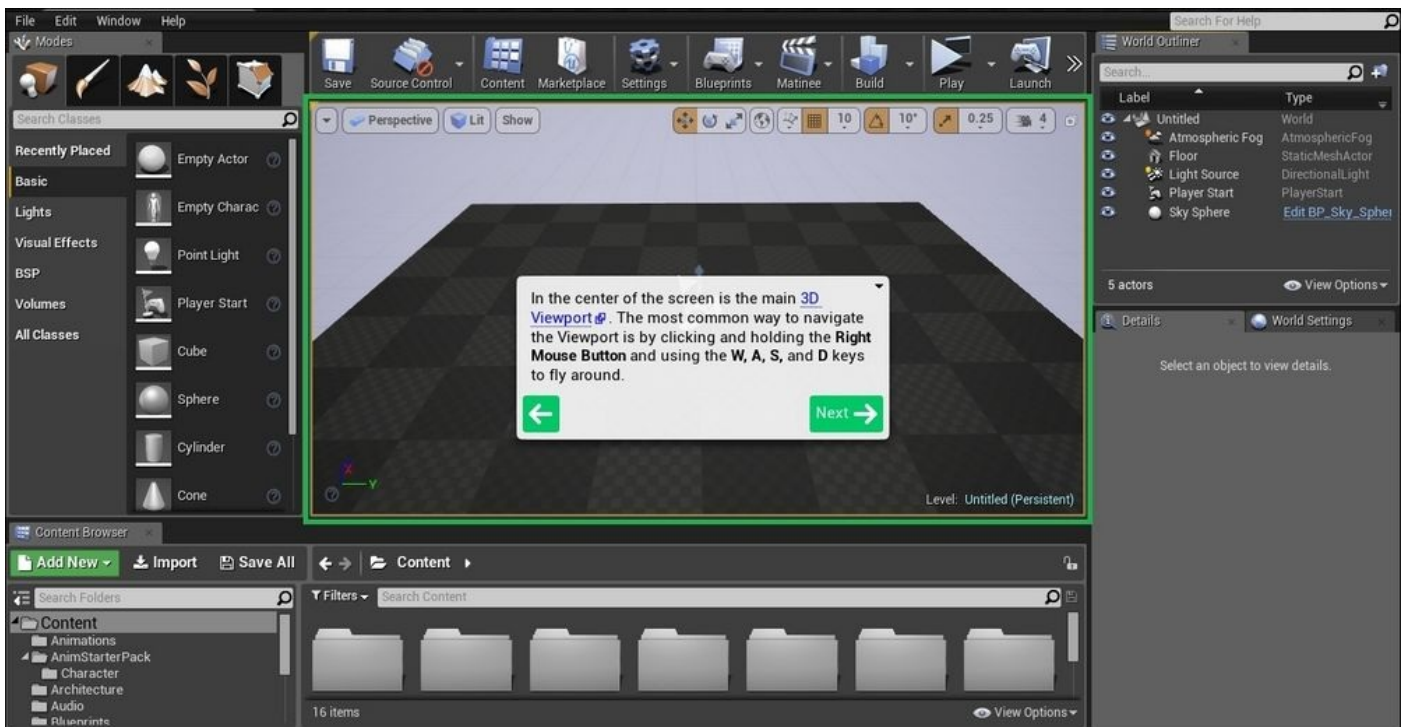 File Edit Window Help
Search For Help
Modes
Search Classes
Recently Placed
Basic
Lights
Visual Effects
BSP
Volumes
All Classes
Empty Actor
Empty Charac
Point Light
Player Start
Cube
Sphere
Cylinder
Cone
Save Source Control Content Marketplace Settings Blueprints Matinee Build Play Launch
Perspective Lit Show 10 10° 0.25 4
In the center of the screen is the main 3D
Viewport. The most common way to navigate
the Viewport is by clicking and holding the Right
Mouse Button and using the W, A, S, and D keys
to fly around.
Next
X
Y
Level: Untitled (Persistent)
World Outliner
Search...
Label Type
Untitled World
Atmospheric Fog AtmosphericFog
Floor StaticMeshActor
Light Source DirectionalLight
Player Start PlayerStart
Sky Sphere Edit BP_Sky_Spher
5 actors View Options
Details World Settings
Select an object to view details.
Content Browser
Add New Import Save All Content
Search Folders
Content
Animations
AnimStarterPack
Character
Architecture
Audio
Blueprints
Filters Search Content
16 items View Options